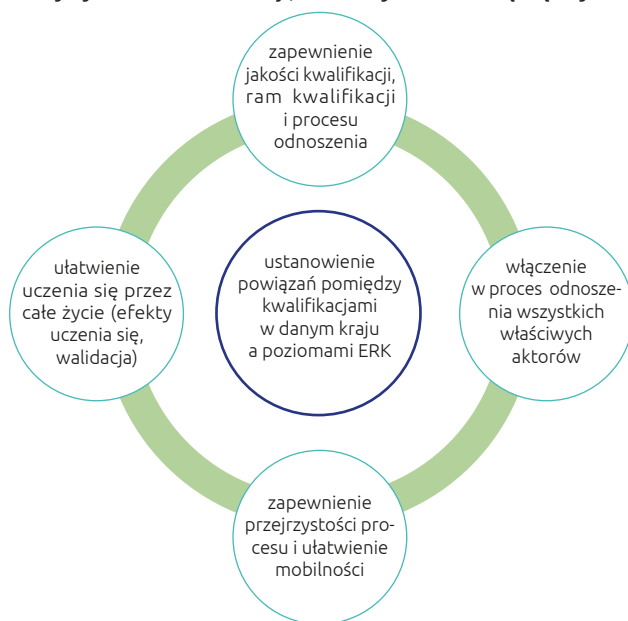 zapewnienie
jakości kwalifikacji,
ram kwalifikacji
i procesu
odnoszenia
ułatwienie
uczenia się przez
całe życie (efekty
uczenia się,
walidacja)
ustanowienie
powiązań pomiędzy
kwalifikacjami
w danym kraju
a poziomami ERK
włączenie
w proces odnosze-
nia wszystkich
właściwych
aktorów
zapewnienie
przejrzystości pro-
cesu i ułatwienie
mobilności